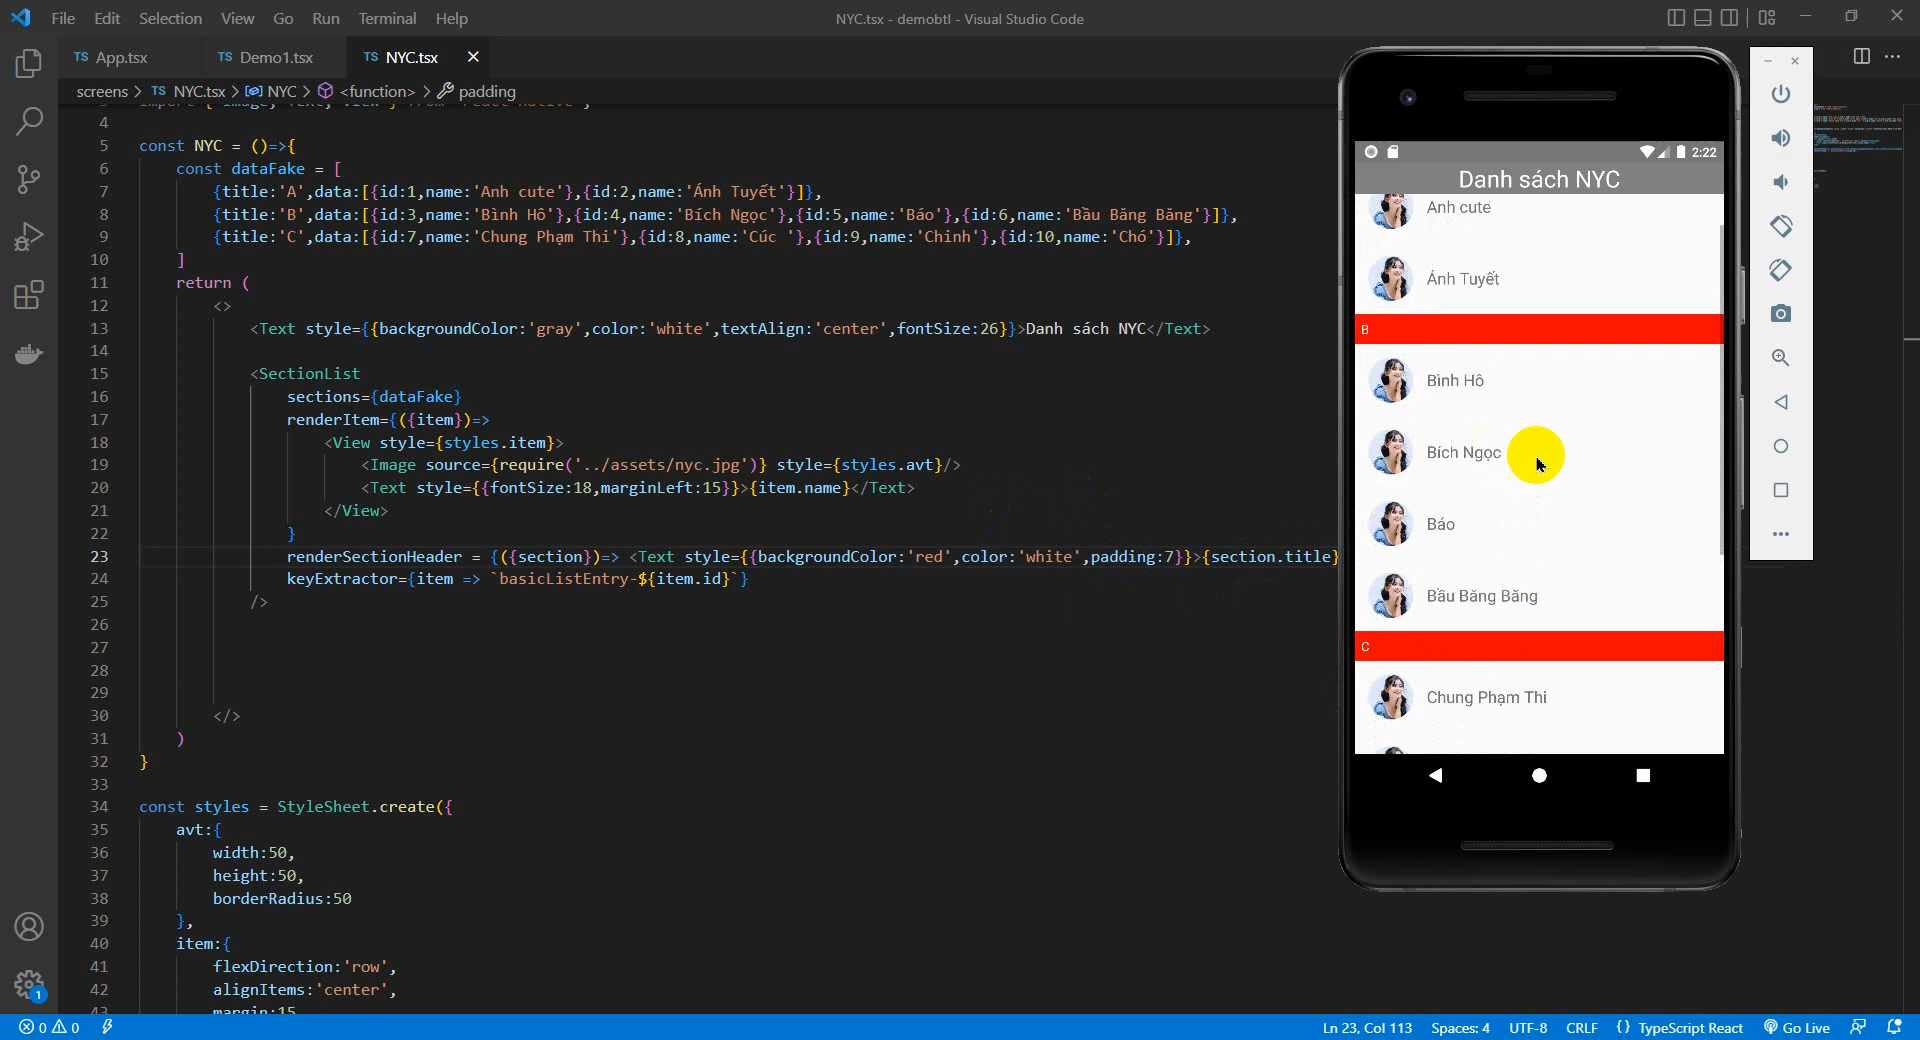 File Edit Selection View Go Run Terminal Help
NYC.tsx - demobtl - Visual Studio Code
TS App.tsx
TS Demo1.tsx
TS NYC.tsx
screens > TS NYC.tsx > NYC > <function> > padding
4
5 const NYC = ()=>{
6 const dataFake = [
7 {title:'A',data:[{id:1,name:'Anh cute'},{id:2,name:'Ánh Tuyết'}]},
8 {title:'B',data:[{id:3,name:'Bình Hô'},{id:4,name:'Bích Ngọc'},{id:5,name:'Báo'},{id:6,name:'Bầu Băng Băng'}]},
9 {title:'C',data:[{id:7,name:'Chung Phạm Thi'},{id:8,name:'Cúc '},{id:9,name:'Chinh'},{id:10,name:'Chó'}]},
10 ]
11 return (
12 <>
13 <Text style={{backgroundColor:'gray',color:'white',textAlign:'center',fontSize:26}}>Danh sách NYC</Text>
14
15 <SectionList
16 sections={dataFake}
17 renderItem={({item})=>
18 <View style={styles.item}>
19 <Image source={require('../assets/nyc.jpg')} style={styles.avt}/>
20 <Text style={{fontSize:18,marginLeft:15}}>{item.name}</Text>
21 </View>
22 }
23 renderSectionHeader = {({section})=> <Text style={{backgroundColor:'red',color:'white',padding:7}}>{section.title}
24 keyExtractor={item => `basicListEntry-${item.id}`}
25 />
26
27
28
29
30 </>
31 )
32 }
33
34 const styles = StyleSheet.create({
35 avt:{
36 width:50,
37 height:50,
38 borderRadius:50
39 },
40 item:{
41 flexDirection:'row',
42 alignItems:'center',
43 margin:15
2:22
Danh sách NYC
Anh cute
Ánh Tuyết
B
Bình Hô
Bích Ngọc
Báo
Bầu Băng Băng
C
Chung Phạm Thi
1
0 0
Ln 23, Col 113 Spaces: 4 UTF-8 CRLF {} TypeScript React Go Live